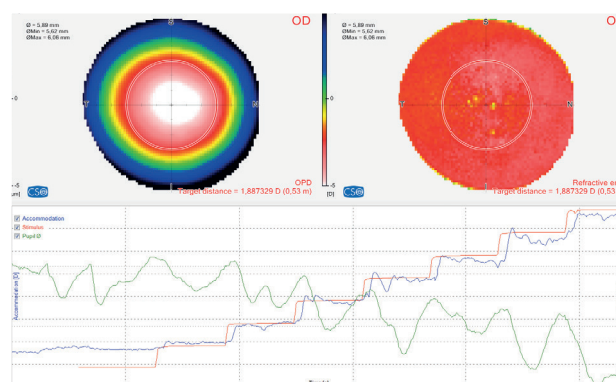 OD
Ø = 5,89 mm
ØMin = 5,62 mm
ØMax = 6,06 mm
S
T
N
I
0
-5
CSO
OPD
Target distance = 1,887329 D (0,53 m)
Ø = 5,89 mm
ØMin = 5,62 mm
ØMax = 6,06 mm
S
T
N
I
0
-5
[D]
CSO
Refractive e
Target distance = 1,887329 D (0,53
Accommodation
Stimulus
Pupil Ø
Accommodation [D]